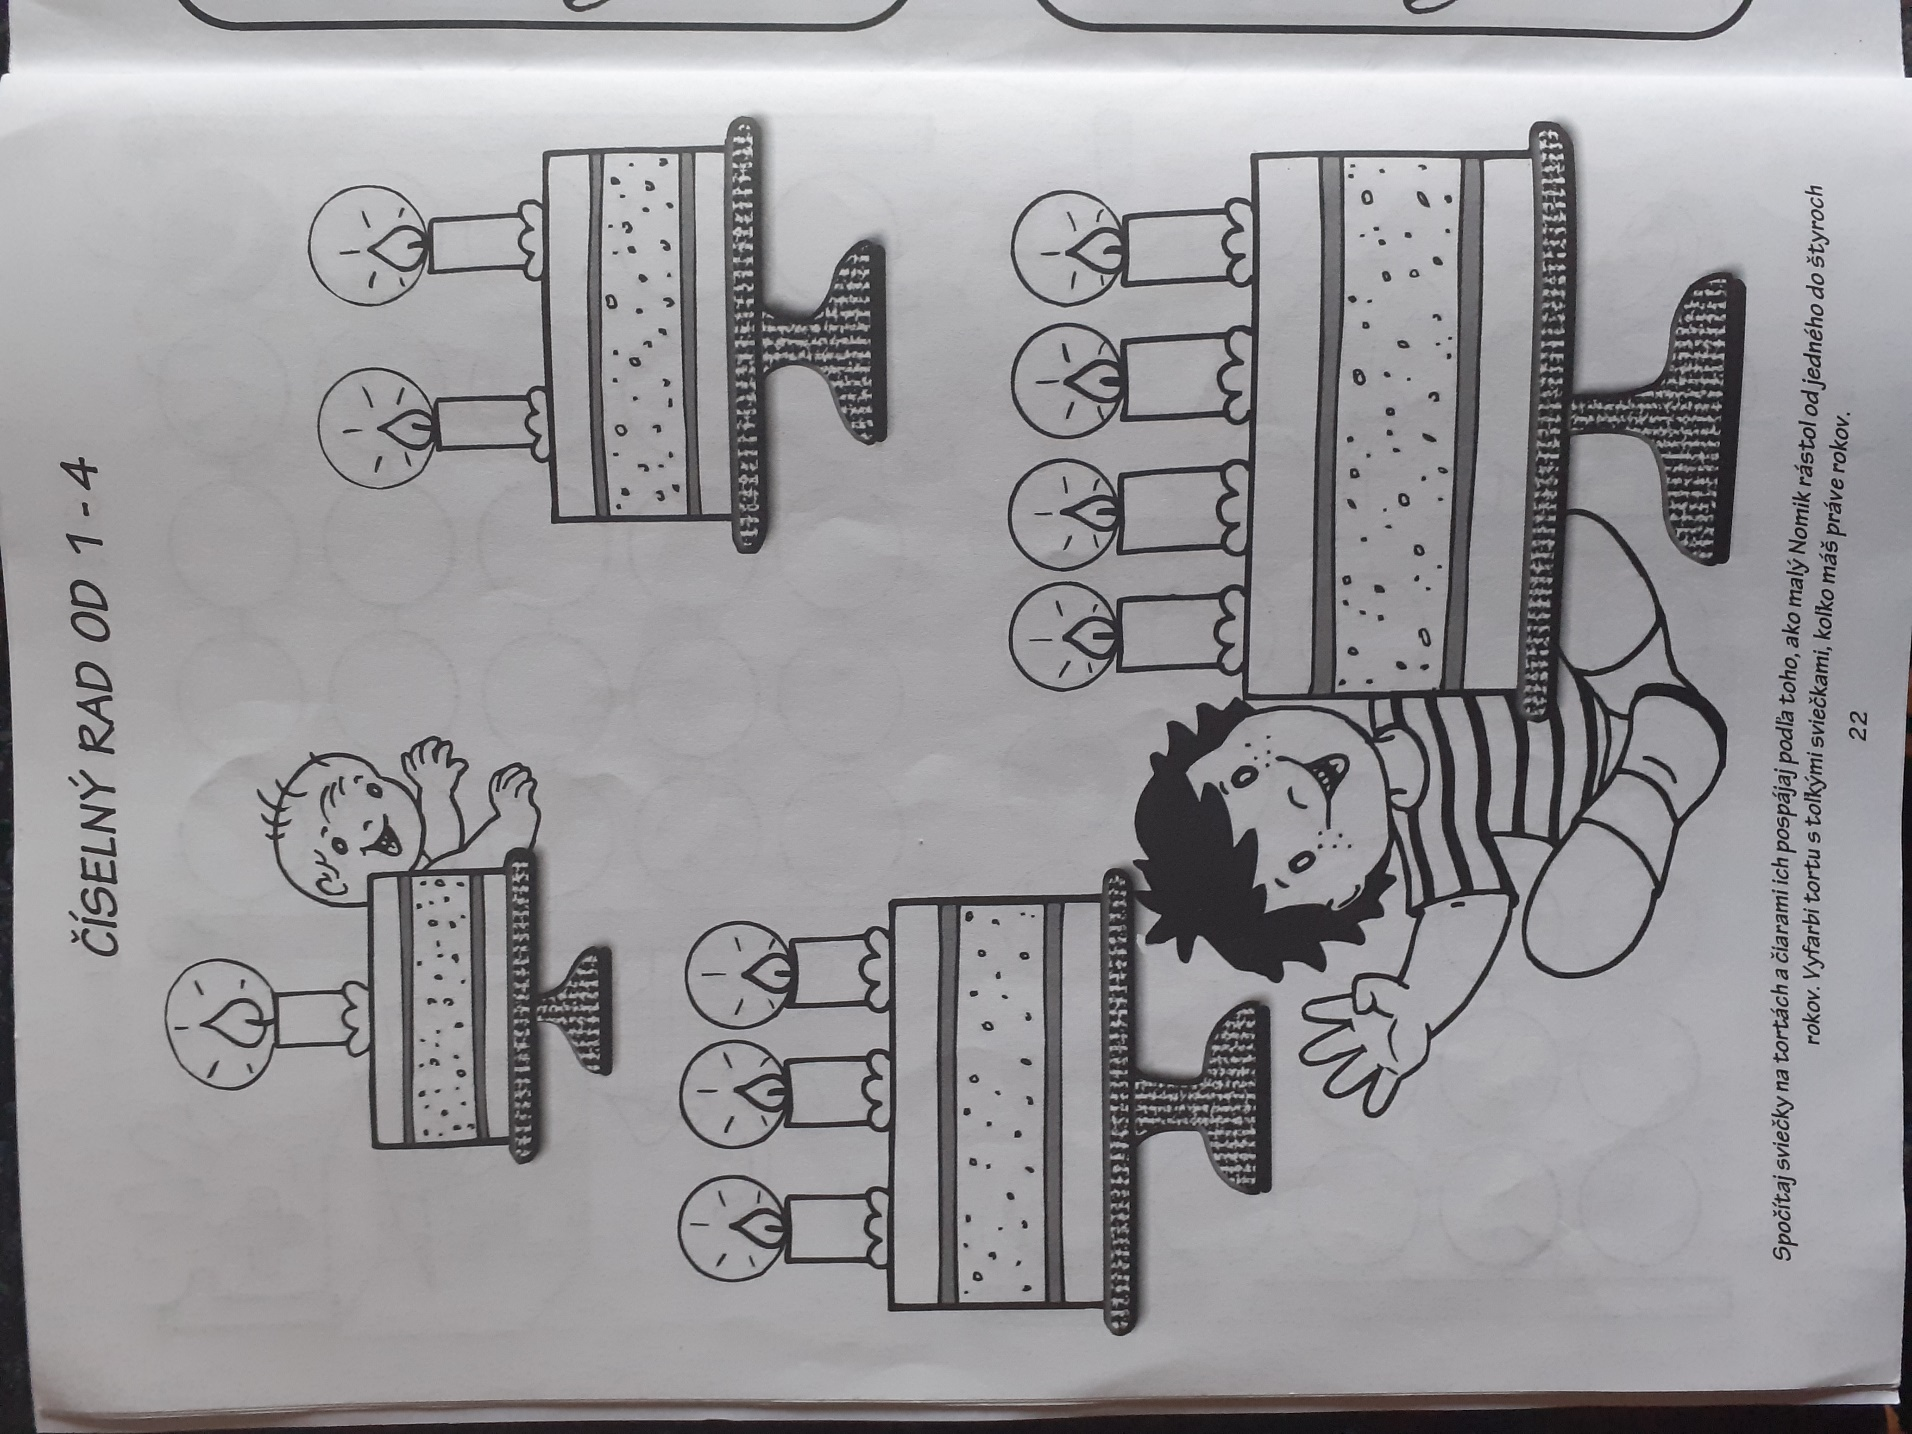 ČÍSELNÝ RAD OD 1 - 4
Spočítaj sviečky na tortách a čiarami ich pospájaj podľa toho, ako malý Nomik rástol od jedného do štyroch
rokov. Vyfarbi tortu s toľkými sviečkami, koľko máš práve rokov.
22